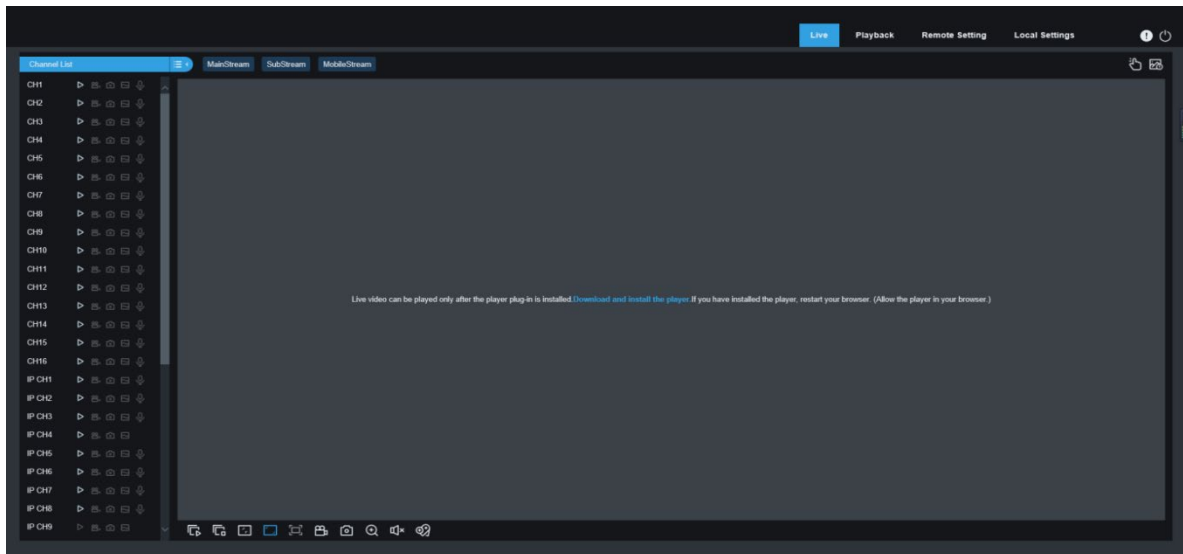 Live Playback Remote Setting Local Settings
Channel List MainStream SubStream MobileStream
CH1
CH2
CH3
CH4
CH5
CH6
CH7
CH8
CH9
CH10
CH11
CH12
CH13
CH14
CH15
CH16
IP CH1
IP CH2
IP CH3
IP CH4
IP CH5
IP CH6
IP CH7
IP CH8
IP CH9
Live video can be played only after the player plug-in is installed.Download and install the player.If you have installed the player, restart your browser. (Allow the player in your browser.)